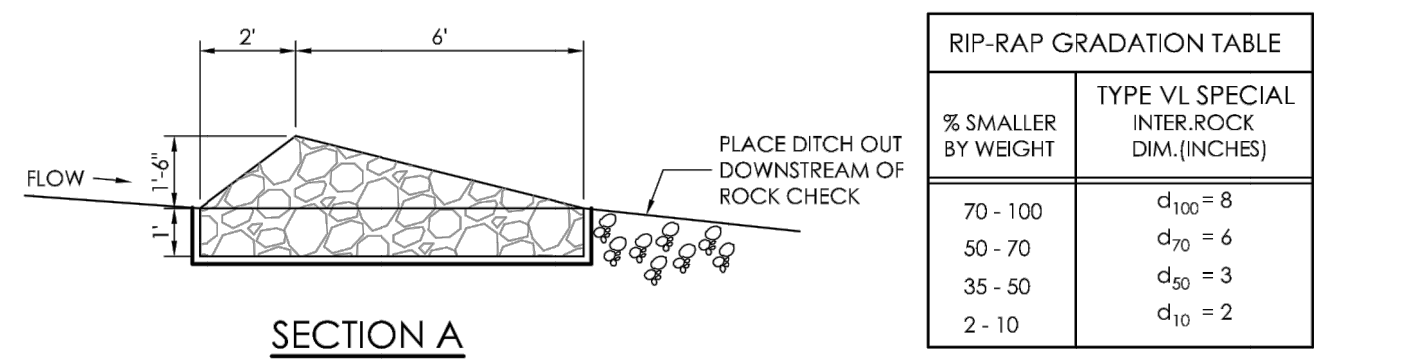 2'
6'
1'-6"
1'
FLOW
PLACE DITCH OUT
DOWNSTREAM OF
ROCK CHECK
SECTION A
RIP-RAP GRADATION TABLE
% SMALLER
BY WEIGHT
TYPE VL SPECIAL
INTER.ROCK
DIM.(INCHES)
70 - 100 d100 = 8
50 - 70 d70 = 6
35 - 50 d50 = 3
2 - 10 d10 = 2